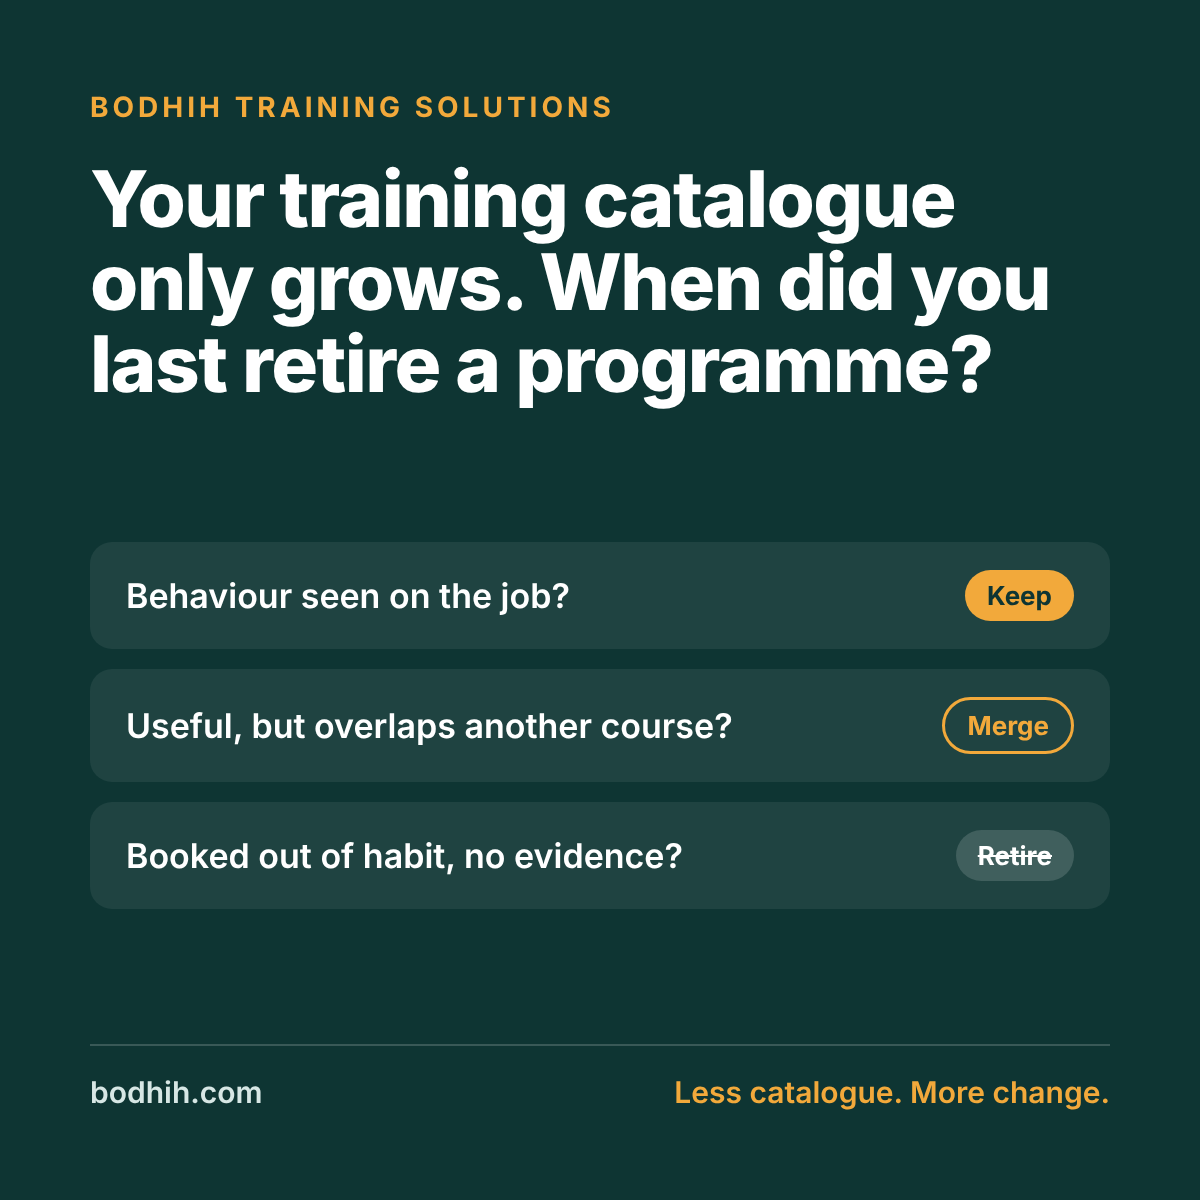 BODHIH TRAINING SOLUTIONS
Your training catalogue
only grows. When did you
last retire a programme?
Behaviour seen on the job?
Keep
Useful, but overlaps another course?
Merge
Booked out of habit, no evidence?
Retire
bodhih.com
Less catalogue. More change.